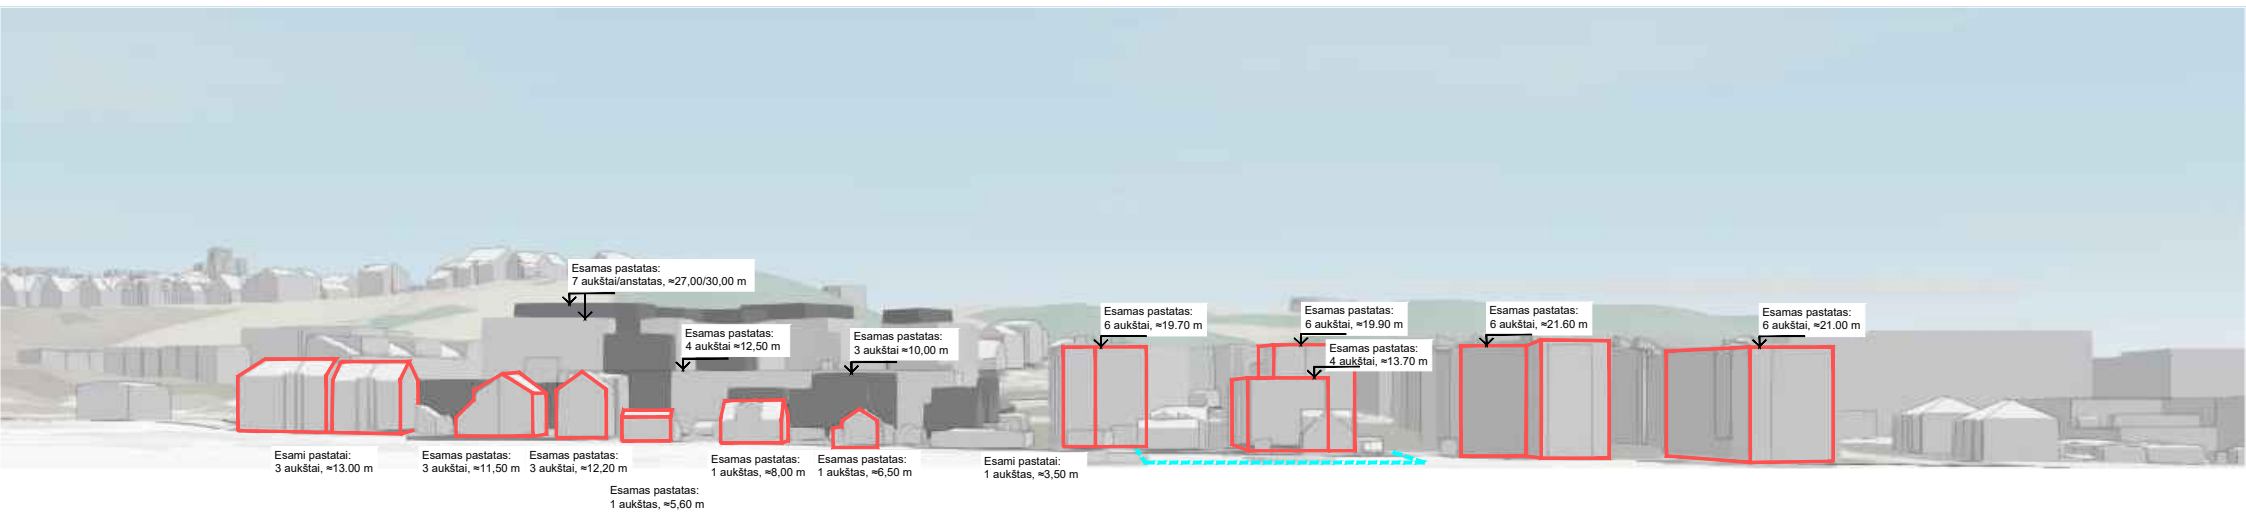 Esamas pastatas:
7 aukštai/anstatas, ≈27,00/30,00 m
Esamas pastatas:
4 aukštai ≈12,50 m
Esamas pastatas:
3 aukštai ≈10,00 m
Esamas pastatas:
6 aukštai, ≈19.70 m
Esamas pastatas:
6 aukštai, ≈19.90 m
Esamas pastatas:
4 aukštai, ≈13.70 m
Esamas pastatas:
6 aukštai, ≈21.60 m
Esamas pastatas:
6 aukštai, ≈21.00 m
Esami pastatai:
3 aukštai, ≈13.00 m
Esamas pastatas:
3 aukštai, ≈11,50 m
Esamas pastatas:
3 aukštai, ≈12,20 m
Esamas pastatas:
1 aukštas, ≈5,60 m
Esamas pastatas:
1 aukštas, ≈8,00 m
Esamas pastatas:
1 aukštas, ≈6,50 m
Esami pastatai:
1 aukštas, ≈3,50 m